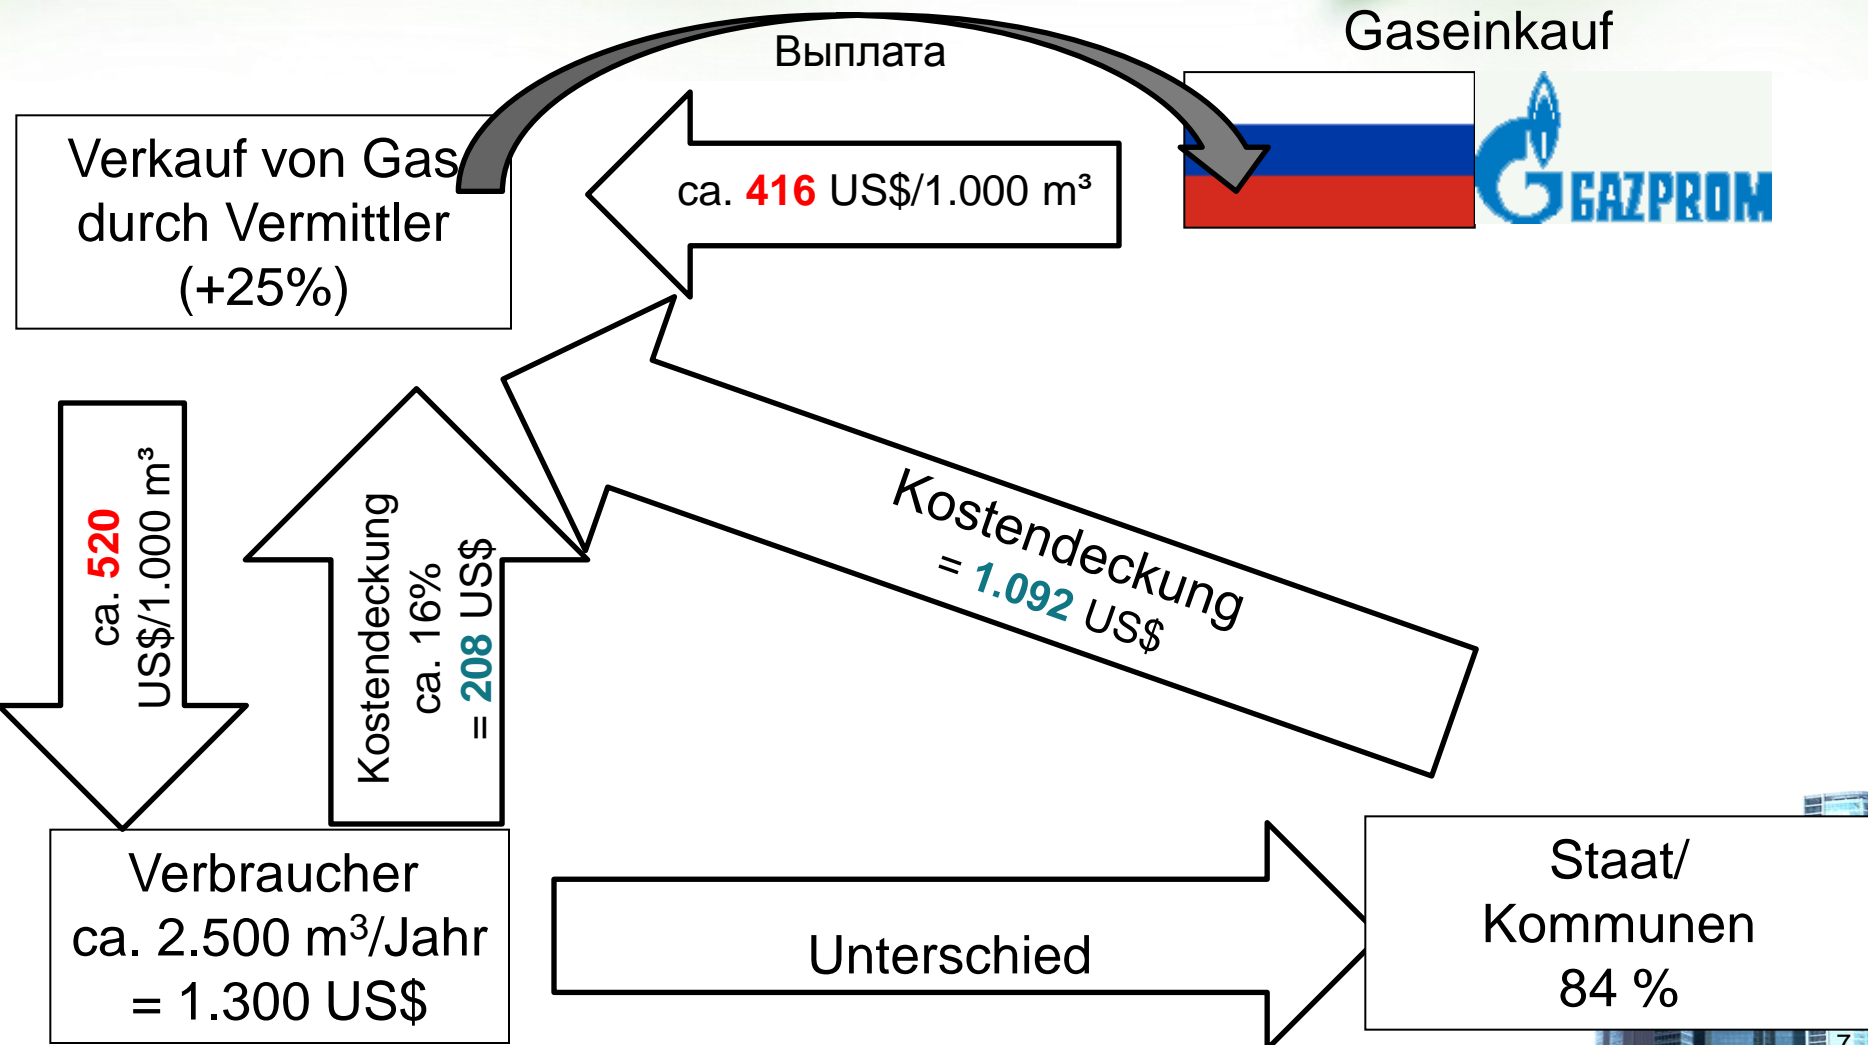 Gaseinkauf
Выплата
GAZPROM
Verkauf von Gas
durch Vermittler
(+25%)
ca. 416 US$/1.000 m³
ca. 520
US$/1.000 m³
Kostendeckung
ca. 16%
= 208 US$
Kostendeckung
= 1.092 US$
Verbraucher
ca. 2.500 m³/Jahr
= 1.300 US$
Unterschied
Staat/
Kommunen
84 %
7